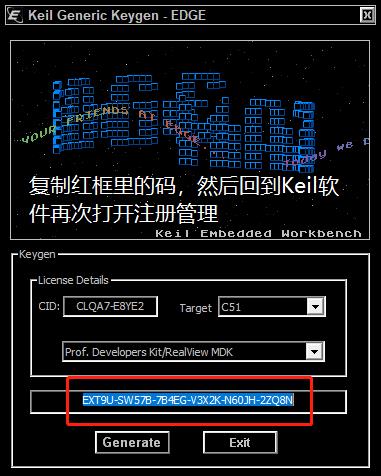 Keil Generic Keygen - EDGE
YOUR FRIENDS AT EDGE.
TODAY WE
复制红框里的码，然后回到Keil软
件再次打开注册管理
Keil Embedded Workbench
Keygen
License Details
CID: CLQA7-E8YE2 Target C51
Prof. Developers Kit/RealView MDK
EXT9U-SW57B-7B4EG-V3X2K-N60JH-2ZQ8N
Generate Exit